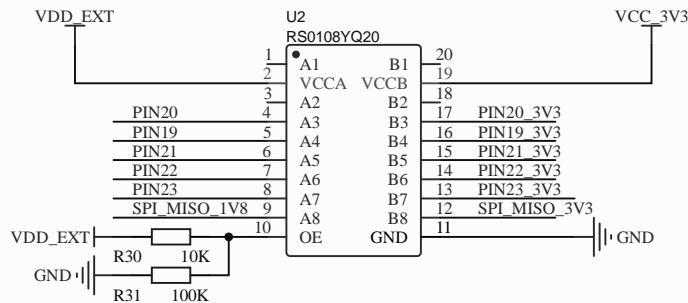 VDD_EXT
U2
RS0108YQ20
VCC_3V3
1 A1 B1 20
2 VCCA VCCB 19
3 A2 B2 18
PIN20 4 A3 B3 17 PIN20_3V3
PIN19 5 A4 B4 16 PIN19_3V3
PIN21 6 A5 B5 15 PIN21_3V3
PIN22 7 A6 B6 14 PIN22_3V3
PIN23 8 A7 B7 13 PIN23_3V3
SPI_MISO_1V8 9 A8 B8 12 SPI_MISO_3V3
VDD_EXT 10 OE GND 11 GND
R30 10K
GND
R31 100K